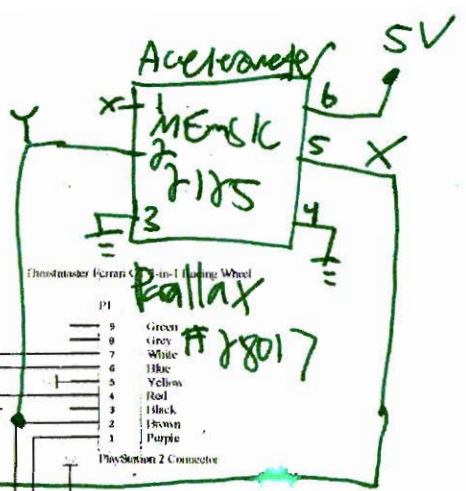 5V
Accelerometer
x 1 6
Y MEMSIC 5 X
2
2125
3 4
Thrustmaster Ferrari -in-1 Racing Wheel
Parallax
P1
9 Green
8 Grey #28017
7 White
6 Blue
5 Yellow
4 Red
3 Black
2 Brown
1 Purple
PlayStation 2 Connector